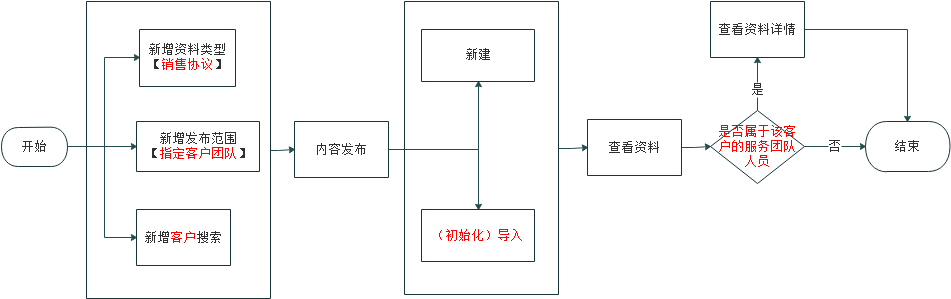 开始
新增资料类型
【销售协议】
新增发布范围
【指定客户团队】
新增客户搜索
内容发布
新建
（初始化）导入
查看资料
查看资料详情
是
是否属于该客
户的服务团队
人员
否
结束